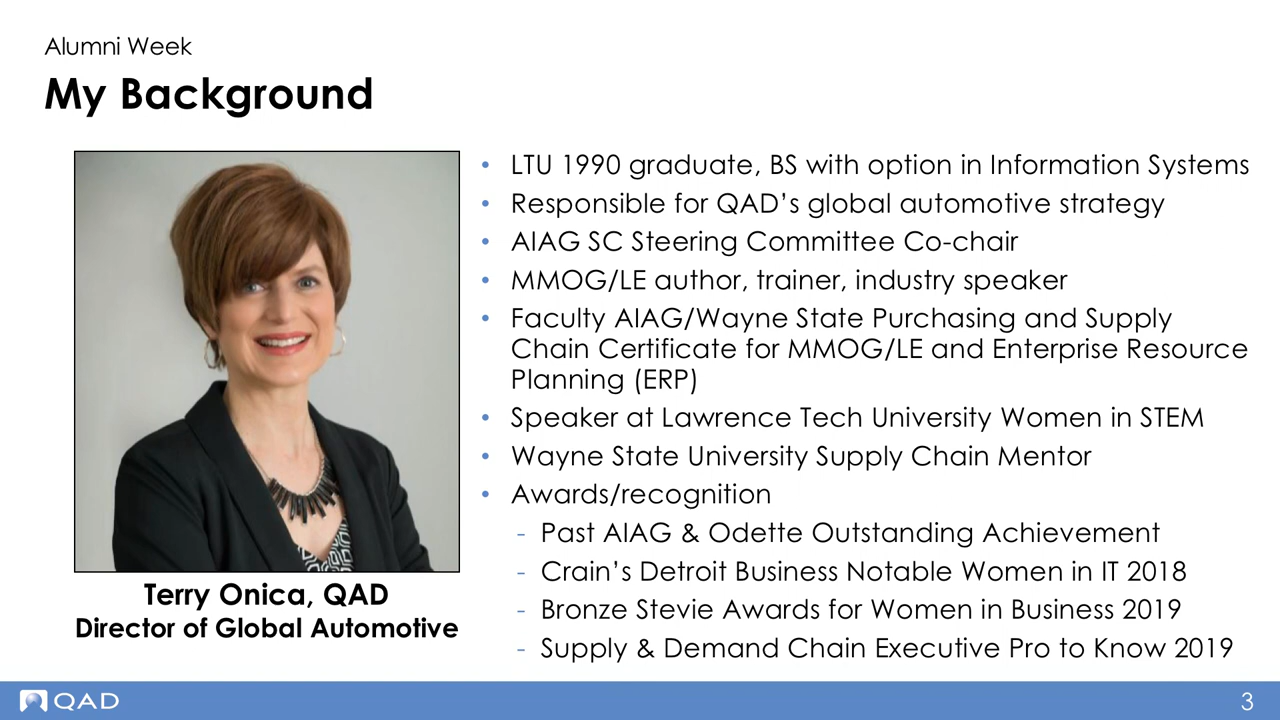 Alumni Week
My Background
Terry Onica, QAD
Director of Global Automotive
• LTU 1990 graduate, BS with option in Information Systems
• Responsible for QAD’s global automotive strategy
• AIAG SC Steering Committee Co-chair
• MMOG/LE author, trainer, industry speaker
• Faculty AIAG/Wayne State Purchasing and Supply
Chain Certificate for MMOG/LE and Enterprise Resource
Planning (ERP)
• Speaker at Lawrence Tech University Women in STEM
• Wayne State University Supply Chain Mentor
• Awards/recognition
- Past AIAG & Odette Outstanding Achievement
- Crain’s Detroit Business Notable Women in IT 2018
- Bronze Stevie Awards for Women in Business 2019
- Supply & Demand Chain Executive Pro to Know 2019
QAD
3